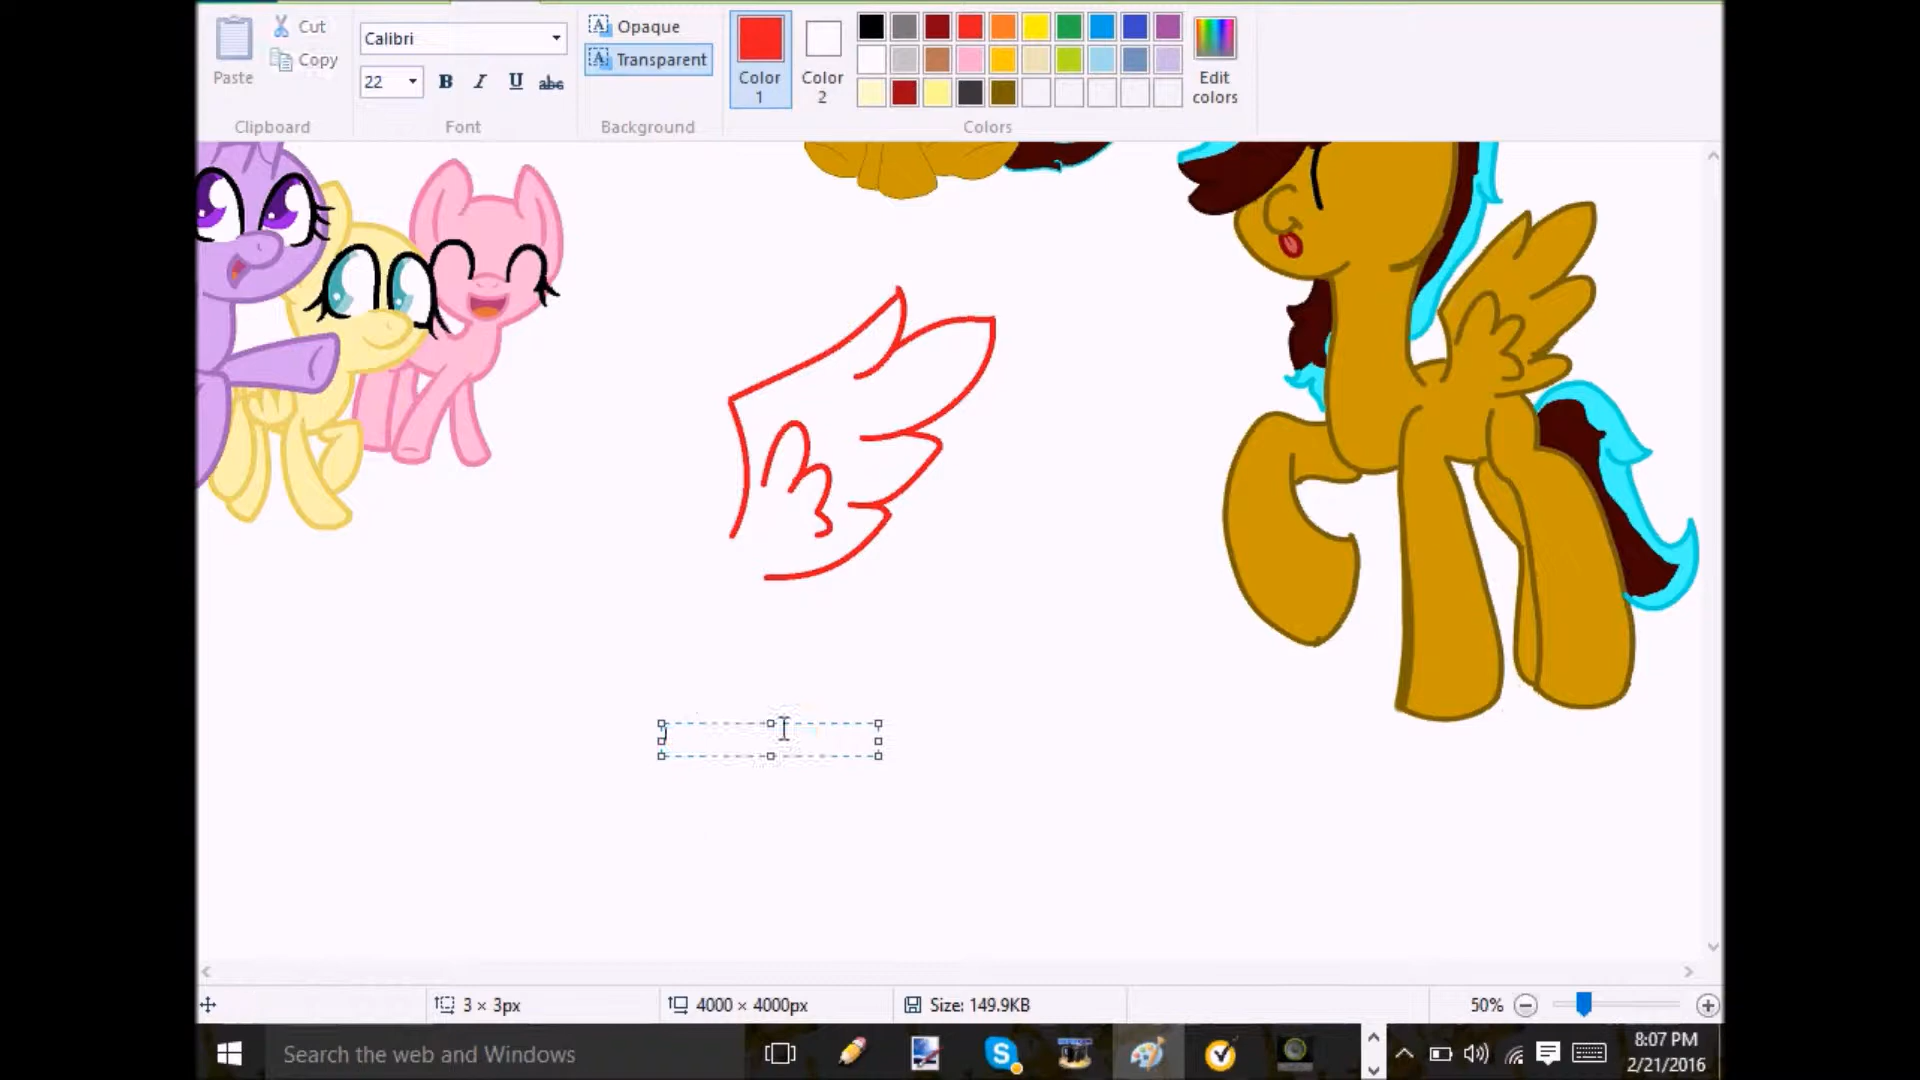 Cut
Calibri
Opaque
Copy
Transparent
Paste
22
B I U abc
Color 1
Color 2
Edit colors
Clipboard
Font
Background
Colors
3 × 3px
4000 × 4000px
Size: 149.9KB
50%
Search the web and Windows
8:07 PM
2/21/2016